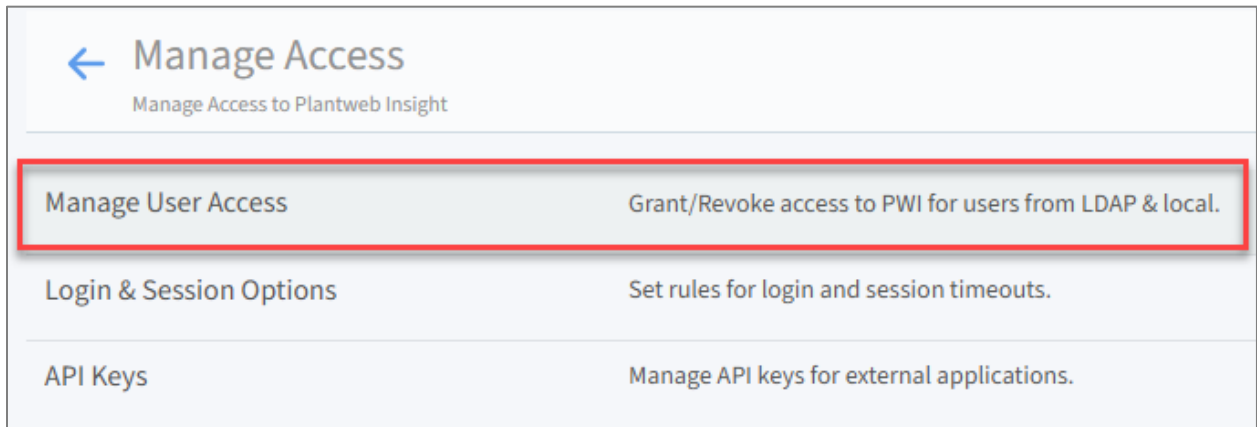 Manage Access
Manage Access to Plantweb Insight
Manage User Access
Grant/Revoke access to PWI for users from LDAP & local.
Login & Session Options
Set rules for login and session timeouts.
API Keys
Manage API keys for external applications.